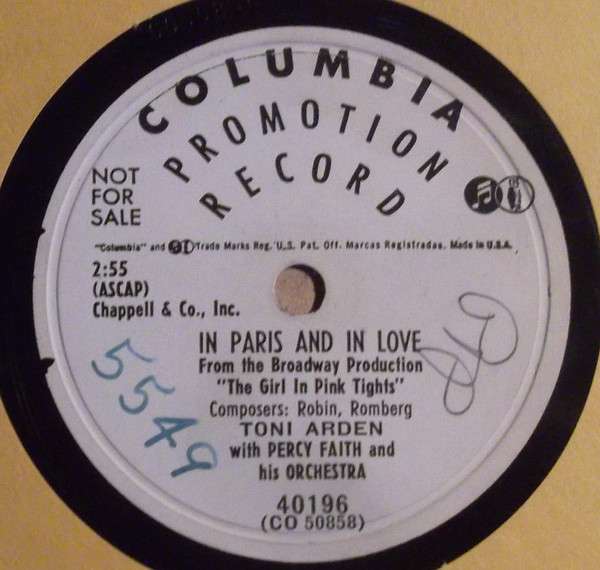 COLUMBIA
PROMOTION
RECORD
NOT
FOR
SALE
"Columbia" and Trade Marks Reg. U.S. Pat. Off. Marcas Registradas. Made in U.S.A.
2:55
(ASCAP)
Chappell & Co., Inc.
IN PARIS AND IN LOVE
From the Broadway Production
"The Girl In Pink Tights"
Composers: Robin, Romberg
TONI ARDEN
with PERCY FAITH and
his ORCHESTRA
40196
(CO 50858)
5549